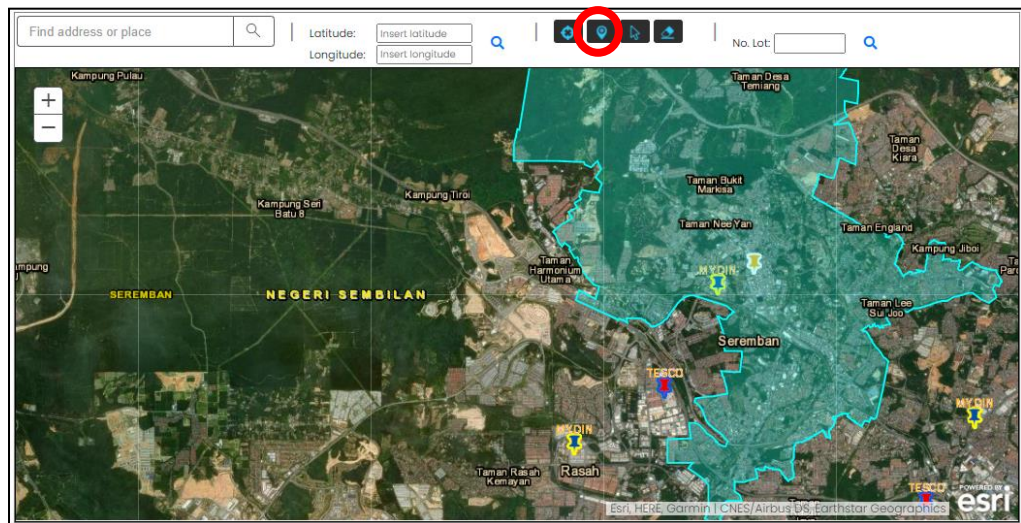 Find address or place
Latitude:
Insert latitude
Longitude:
Insert longitude
No. Lot:
Kampung Pulau
Taman Desa
Temiang
+
−
Taman
Desa
Kiara
Taman Bukit
Markisa
Kampung Tiroi
Kampung Seri
Batu 8
Taman Nee Yan
Taman England
Kampung Jiboi
Taman
Harmonium
Utama
MYDIN
SEREMBAN
NEGERI SEMBILAN
Taman Lee
Sui Joo
Seremban
TESCO
MYDIN
MYDIN
Taman Rasah
Kemayan
Rasah
TESCO
Taman
Esri, HERE, Garmin | CNES/Airbus DS, Earthstar Geographics
POWERED BY
esri